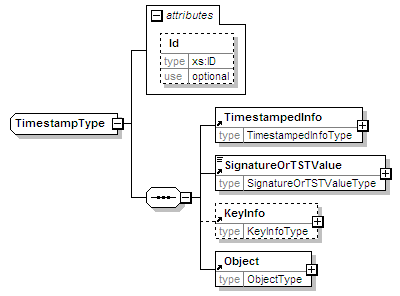 attributes
Id
type xs:ID
use optional
TimestampType
TimestampedInfo
type TimestampedInfoType
SignatureOrTSTValue
type SignatureOrTSTValueType
KeyInfo
type KeyInfoType
Object
type ObjectType